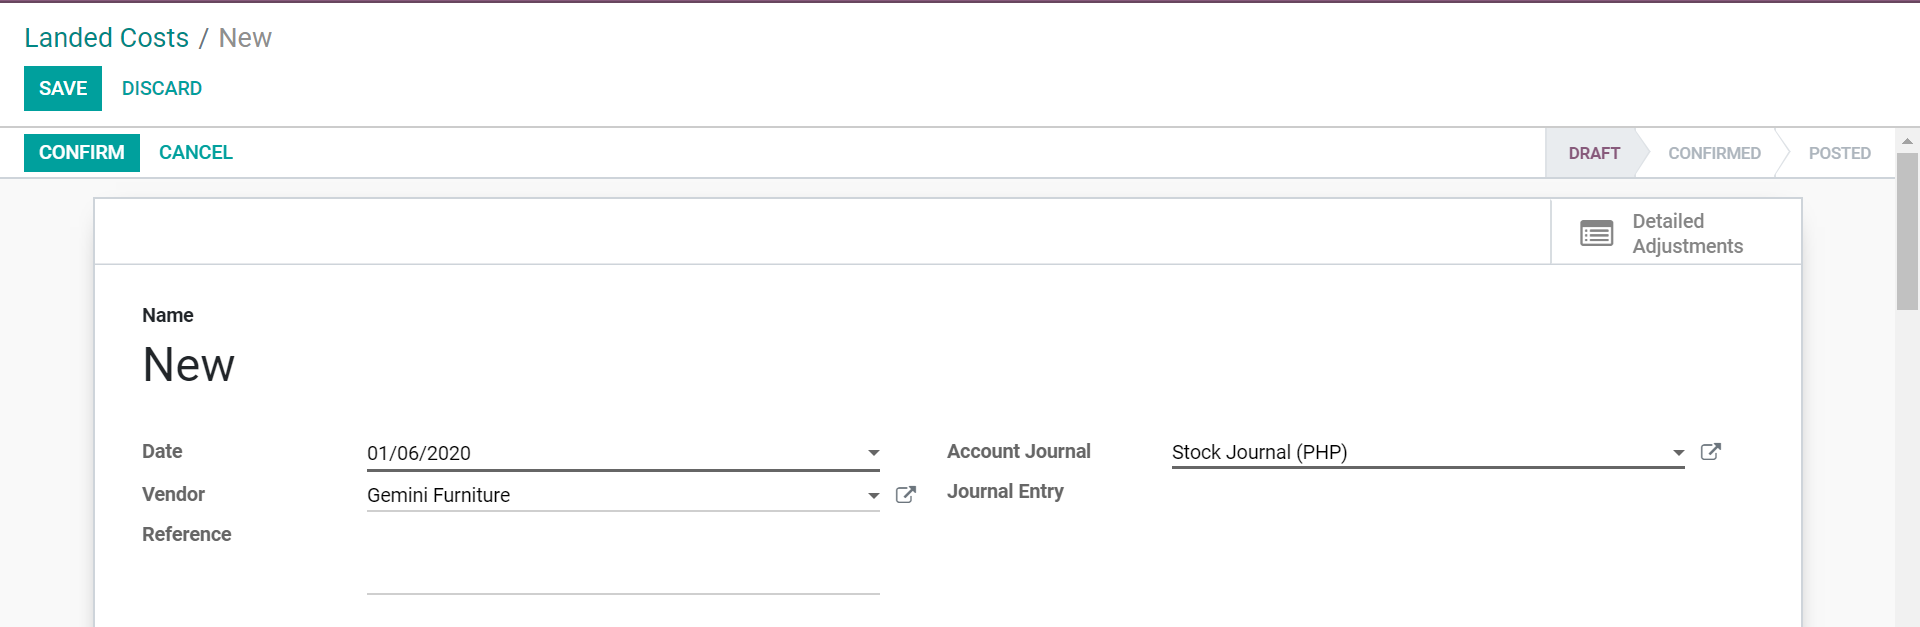 Landed Costs / New
SAVE DISCARD
CONFIRM CANCEL DRAFT CONFIRMED POSTED
Detailed
Adjustments
Name
New
Date 01/06/2020 Account Journal Stock Journal (PHP)
Vendor Gemini Furniture Journal Entry
Reference